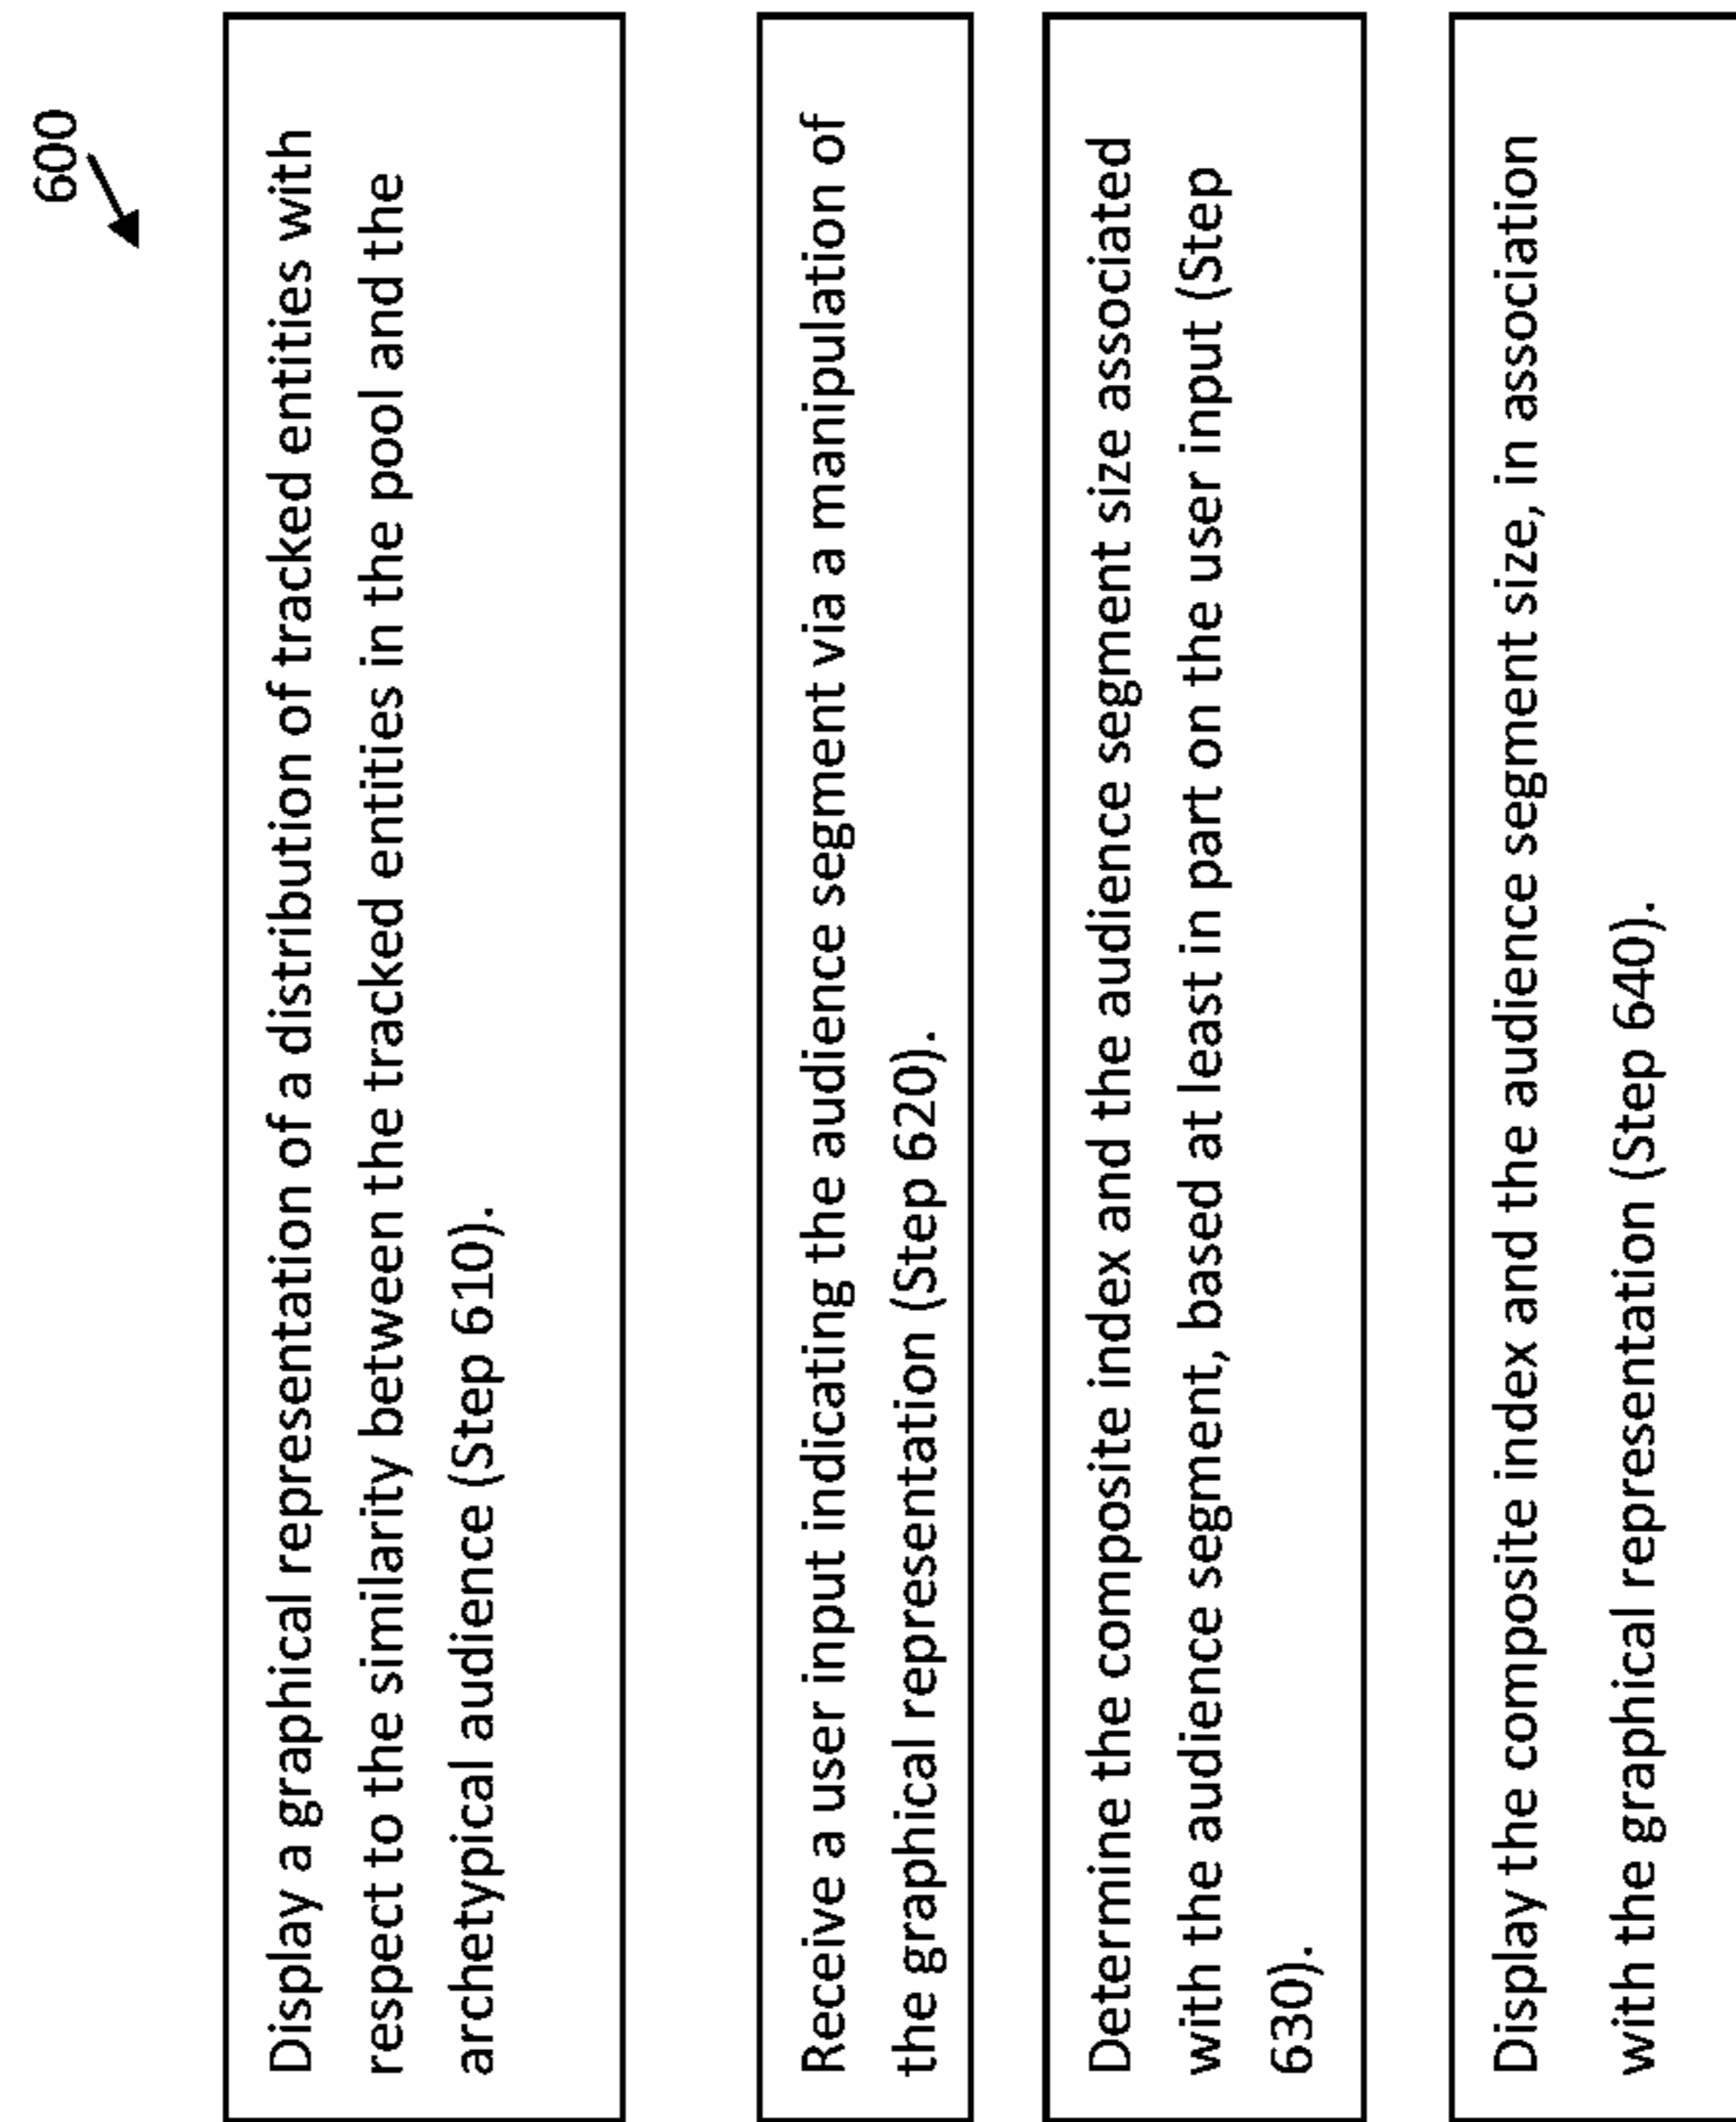 600
Display a graphical representation of a distribution of tracked entities with
respect to the similarity between the tracked entities in the pool and the
archetypical audience (Step 610).
Receive a user input indicating the audience segment via a manipulation of
the graphical representation (Step 620).
Determine the composite index and the audience segment size associated
with the audience segment, based at least in part on the user input (Step
630).
Display the composite index and the audience segment size, in association
with the graphical representation (Step 640).